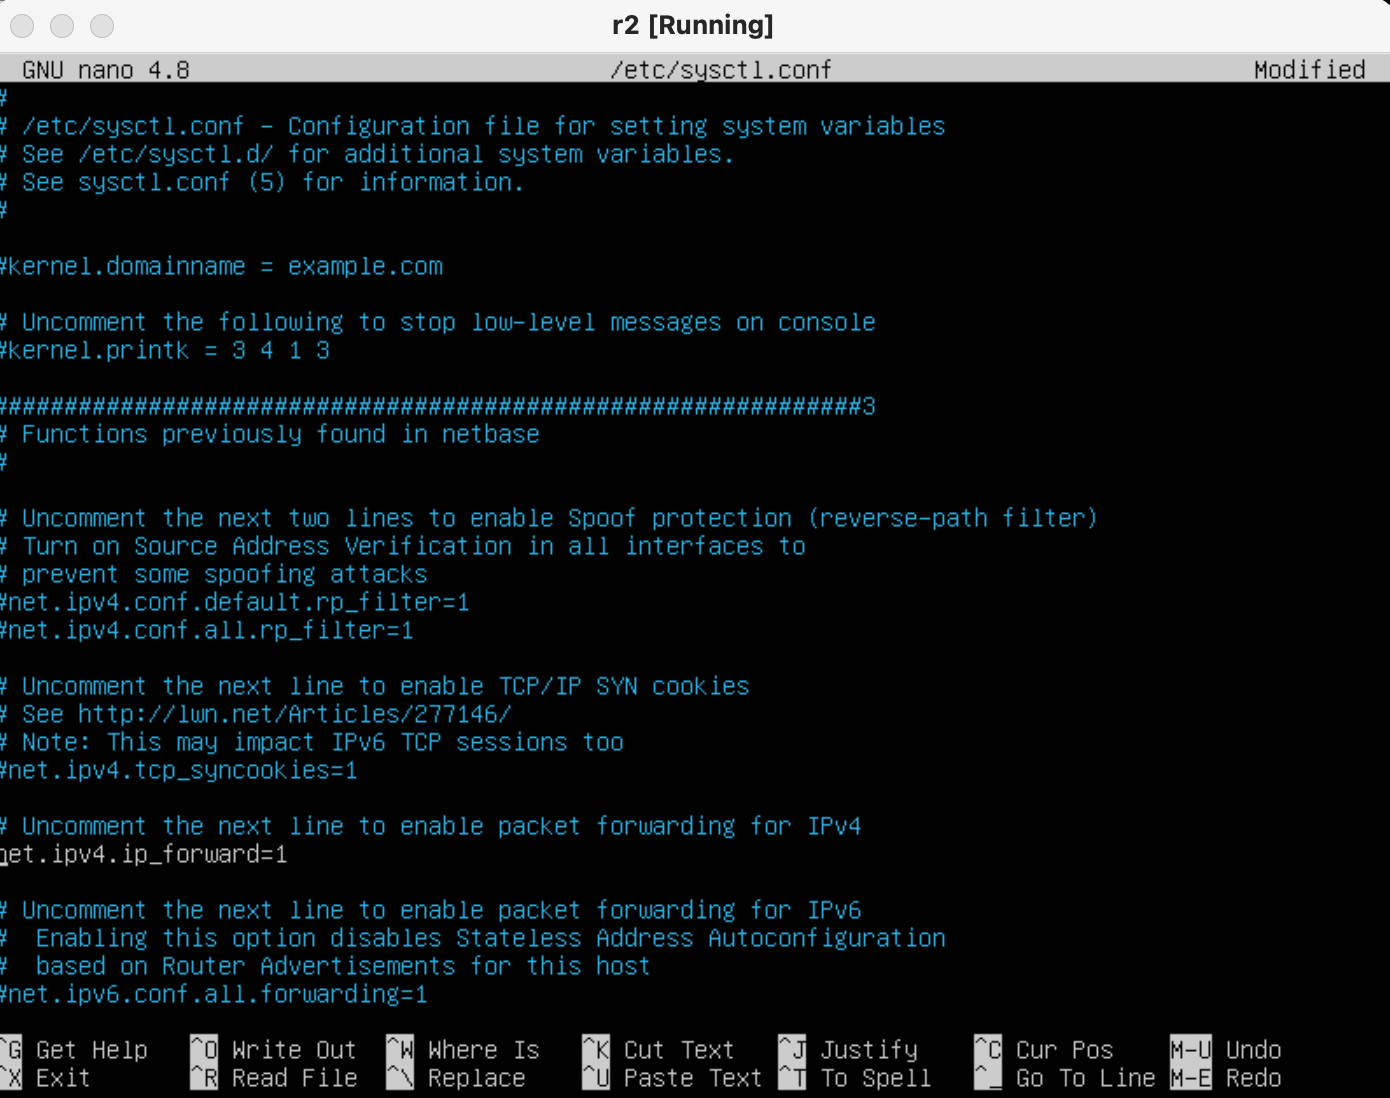 r2 [Running]
GNU nano 4.8 /etc/sysctl.conf Modified
#
# /etc/sysctl.conf - Configuration file for setting system variables
# See /etc/sysctl.d/ for additional system variables.
# See sysctl.conf (5) for information.
#
#kernel.domainname = example.com
# Uncomment the following to stop low-level messages on console
#kernel.printk = 3 4 1 3
##############################################################3
# Functions previously found in netbase
#
# Uncomment the next two lines to enable Spoof protection (reverse-path filter)
# Turn on Source Address Verification in all interfaces to
# prevent some spoofing attacks
#net.ipv4.conf.default.rp_filter=1
#net.ipv4.conf.all.rp_filter=1
# Uncomment the next line to enable TCP/IP SYN cookies
# See http://lwn.net/Articles/277146/
# Note: This may impact IPv6 TCP sessions too
#net.ipv4.tcp_syncookies=1
# Uncomment the next line to enable packet forwarding for IPv4
net.ipv4.ip_forward=1
# Uncomment the next line to enable packet forwarding for IPv6
#  Enabling this option disables Stateless Address Autoconfiguration
#  based on Router Advertisements for this host
#net.ipv6.conf.all.forwarding=1
^G Get Help ^O Write Out ^W Where Is ^K Cut Text ^J Justify ^C Cur Pos M-U Undo
^X Exit ^R Read File ^\ Replace ^U Paste Text ^T To Spell ^_ Go To Line M-E Redo